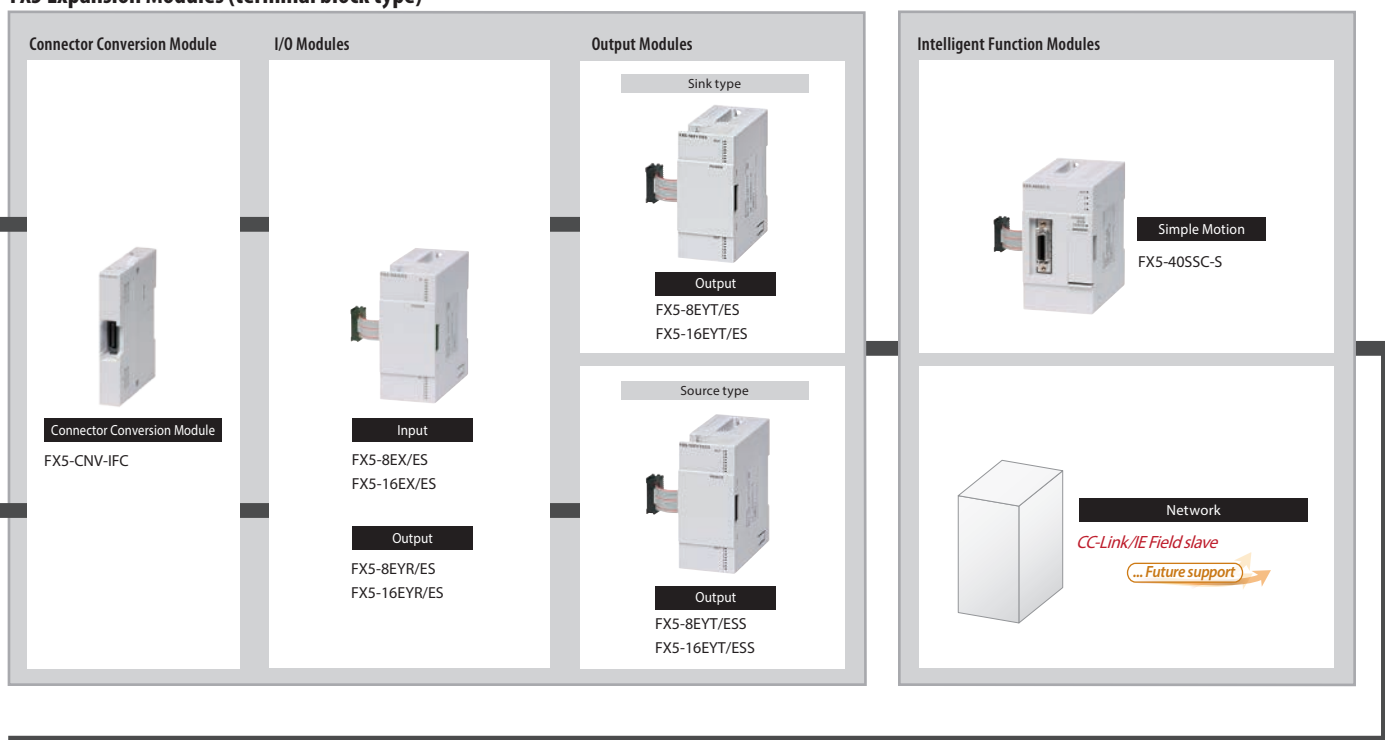 FX5 Expansion Modules (terminal block type)
Connector Conversion Module
I/O Modules
Output Modules
Intelligent Function Modules
Sink type
Simple Motion
FX5-40SSC-S
Output
FX5-8EYT/ES
FX5-16EYT/ES
Source type
Connector Conversion Module
FX5-CNV-IFC
Input
FX5-8EX/ES
FX5-16EX/ES
Output
FX5-8EYR/ES
FX5-16EYR/ES
Output
FX5-8EYT/ESS
FX5-16EYT/ESS
Network
CC-Link/IE Field slave
... Future support